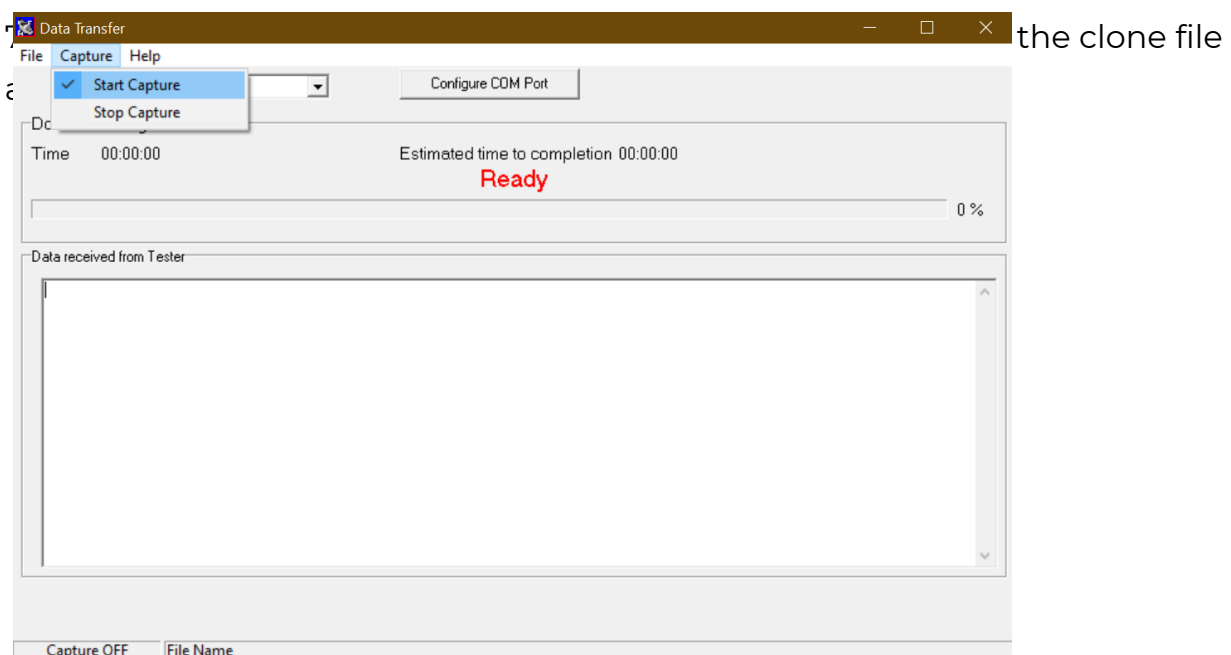 Data Transfer
the clone file
File Capture Help
Start Capture
Configure COM Port
Stop Capture
Time 00:00:00 Estimated time to completion 00:00:00
Ready
0 %
Data received from Tester
Capture OFF File Name